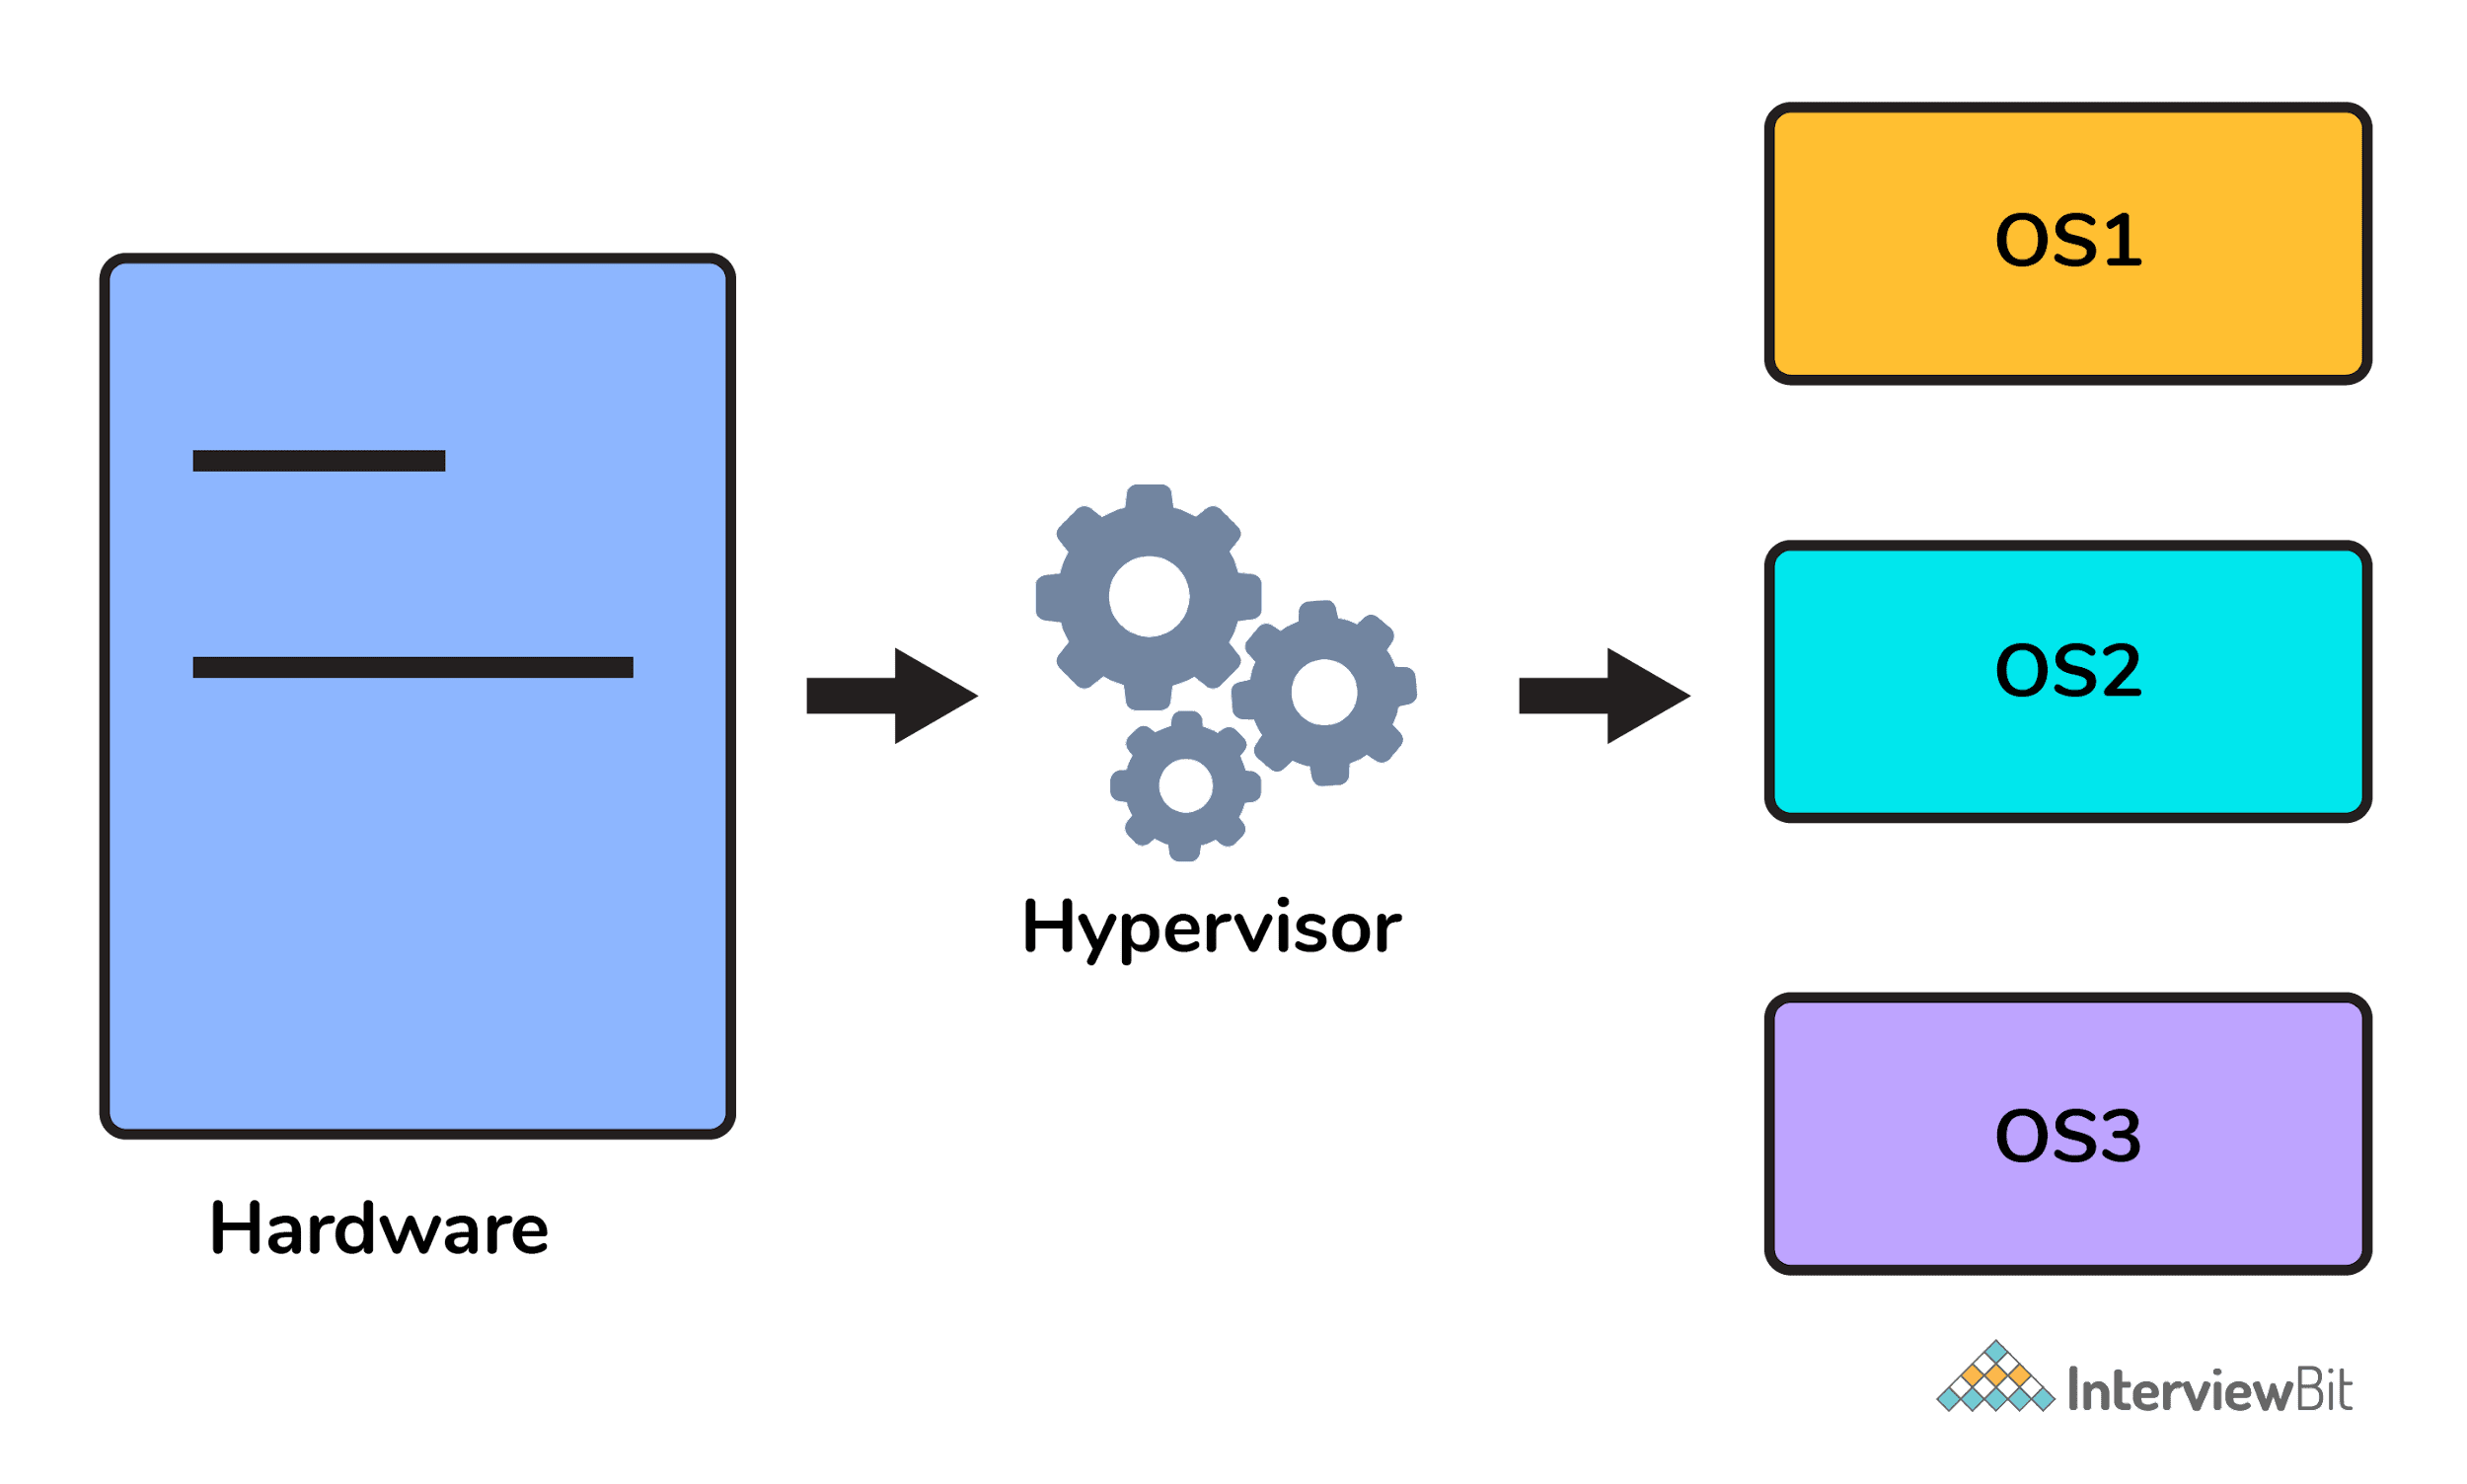 OS1
OS2
Hypervisor
OS3
Hardware
InterviewBit